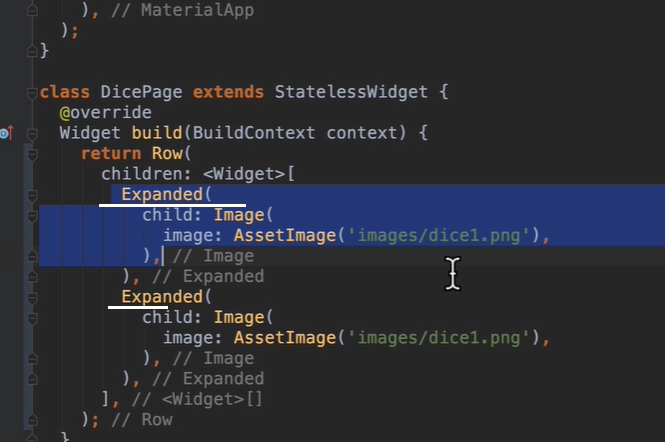 ), // MaterialApp
);
}
class DicePage extends StatelessWidget {
@override
Widget build(BuildContext context) {
return Row(
children: <Widget>[
Expanded(
child: Image(
image: AssetImage('images/dice1.png'),
), // Image
), // Expanded
Expanded(
child: Image(
image: AssetImage('images/dice1.png'),
), // Image
), // Expanded
], // <Widget>[]
); // Row
}